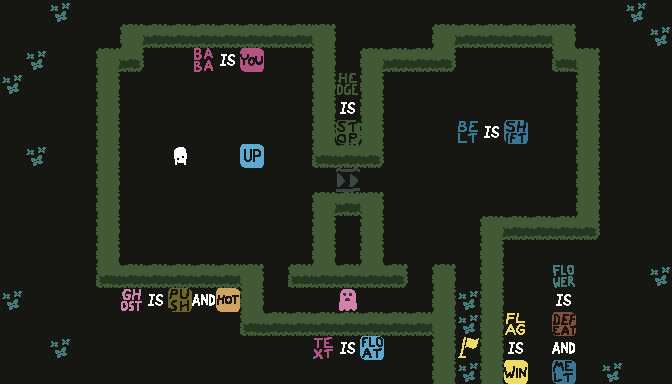 BABA IS YOU
HEDGE IS STOP
BELT IS SHIFT
UP
GHOST IS PUSH AND HOT
TEXT IS FLOAT
FLAG IS WIN
FLOWER IS DEFEAT AND MELT